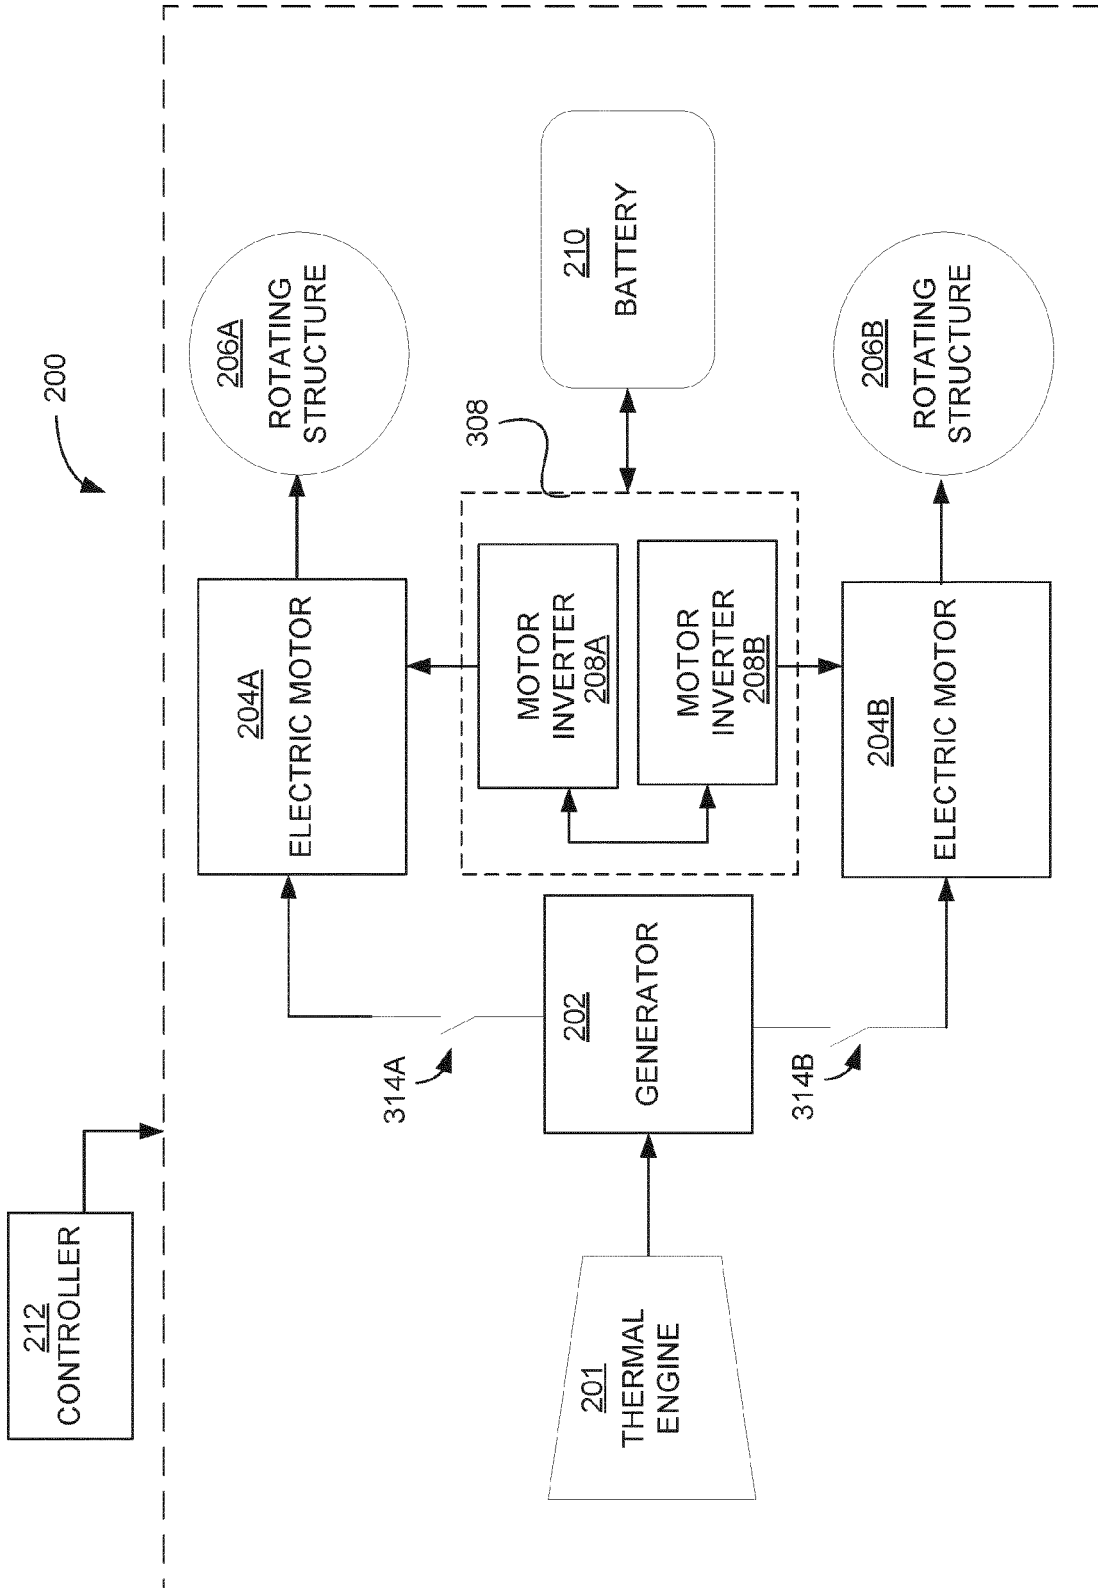 200
212
CONTROLLER
204A
ELECTRIC MOTOR
206A
ROTATING
STRUCTURE
314A
308
MOTOR
INVERTER
208A
201
THERMAL
ENGINE
202
GENERATOR
210
BATTERY
MOTOR
INVERTER
208B
314B
204B
ELECTRIC MOTOR
206B
ROTATING
STRUCTURE